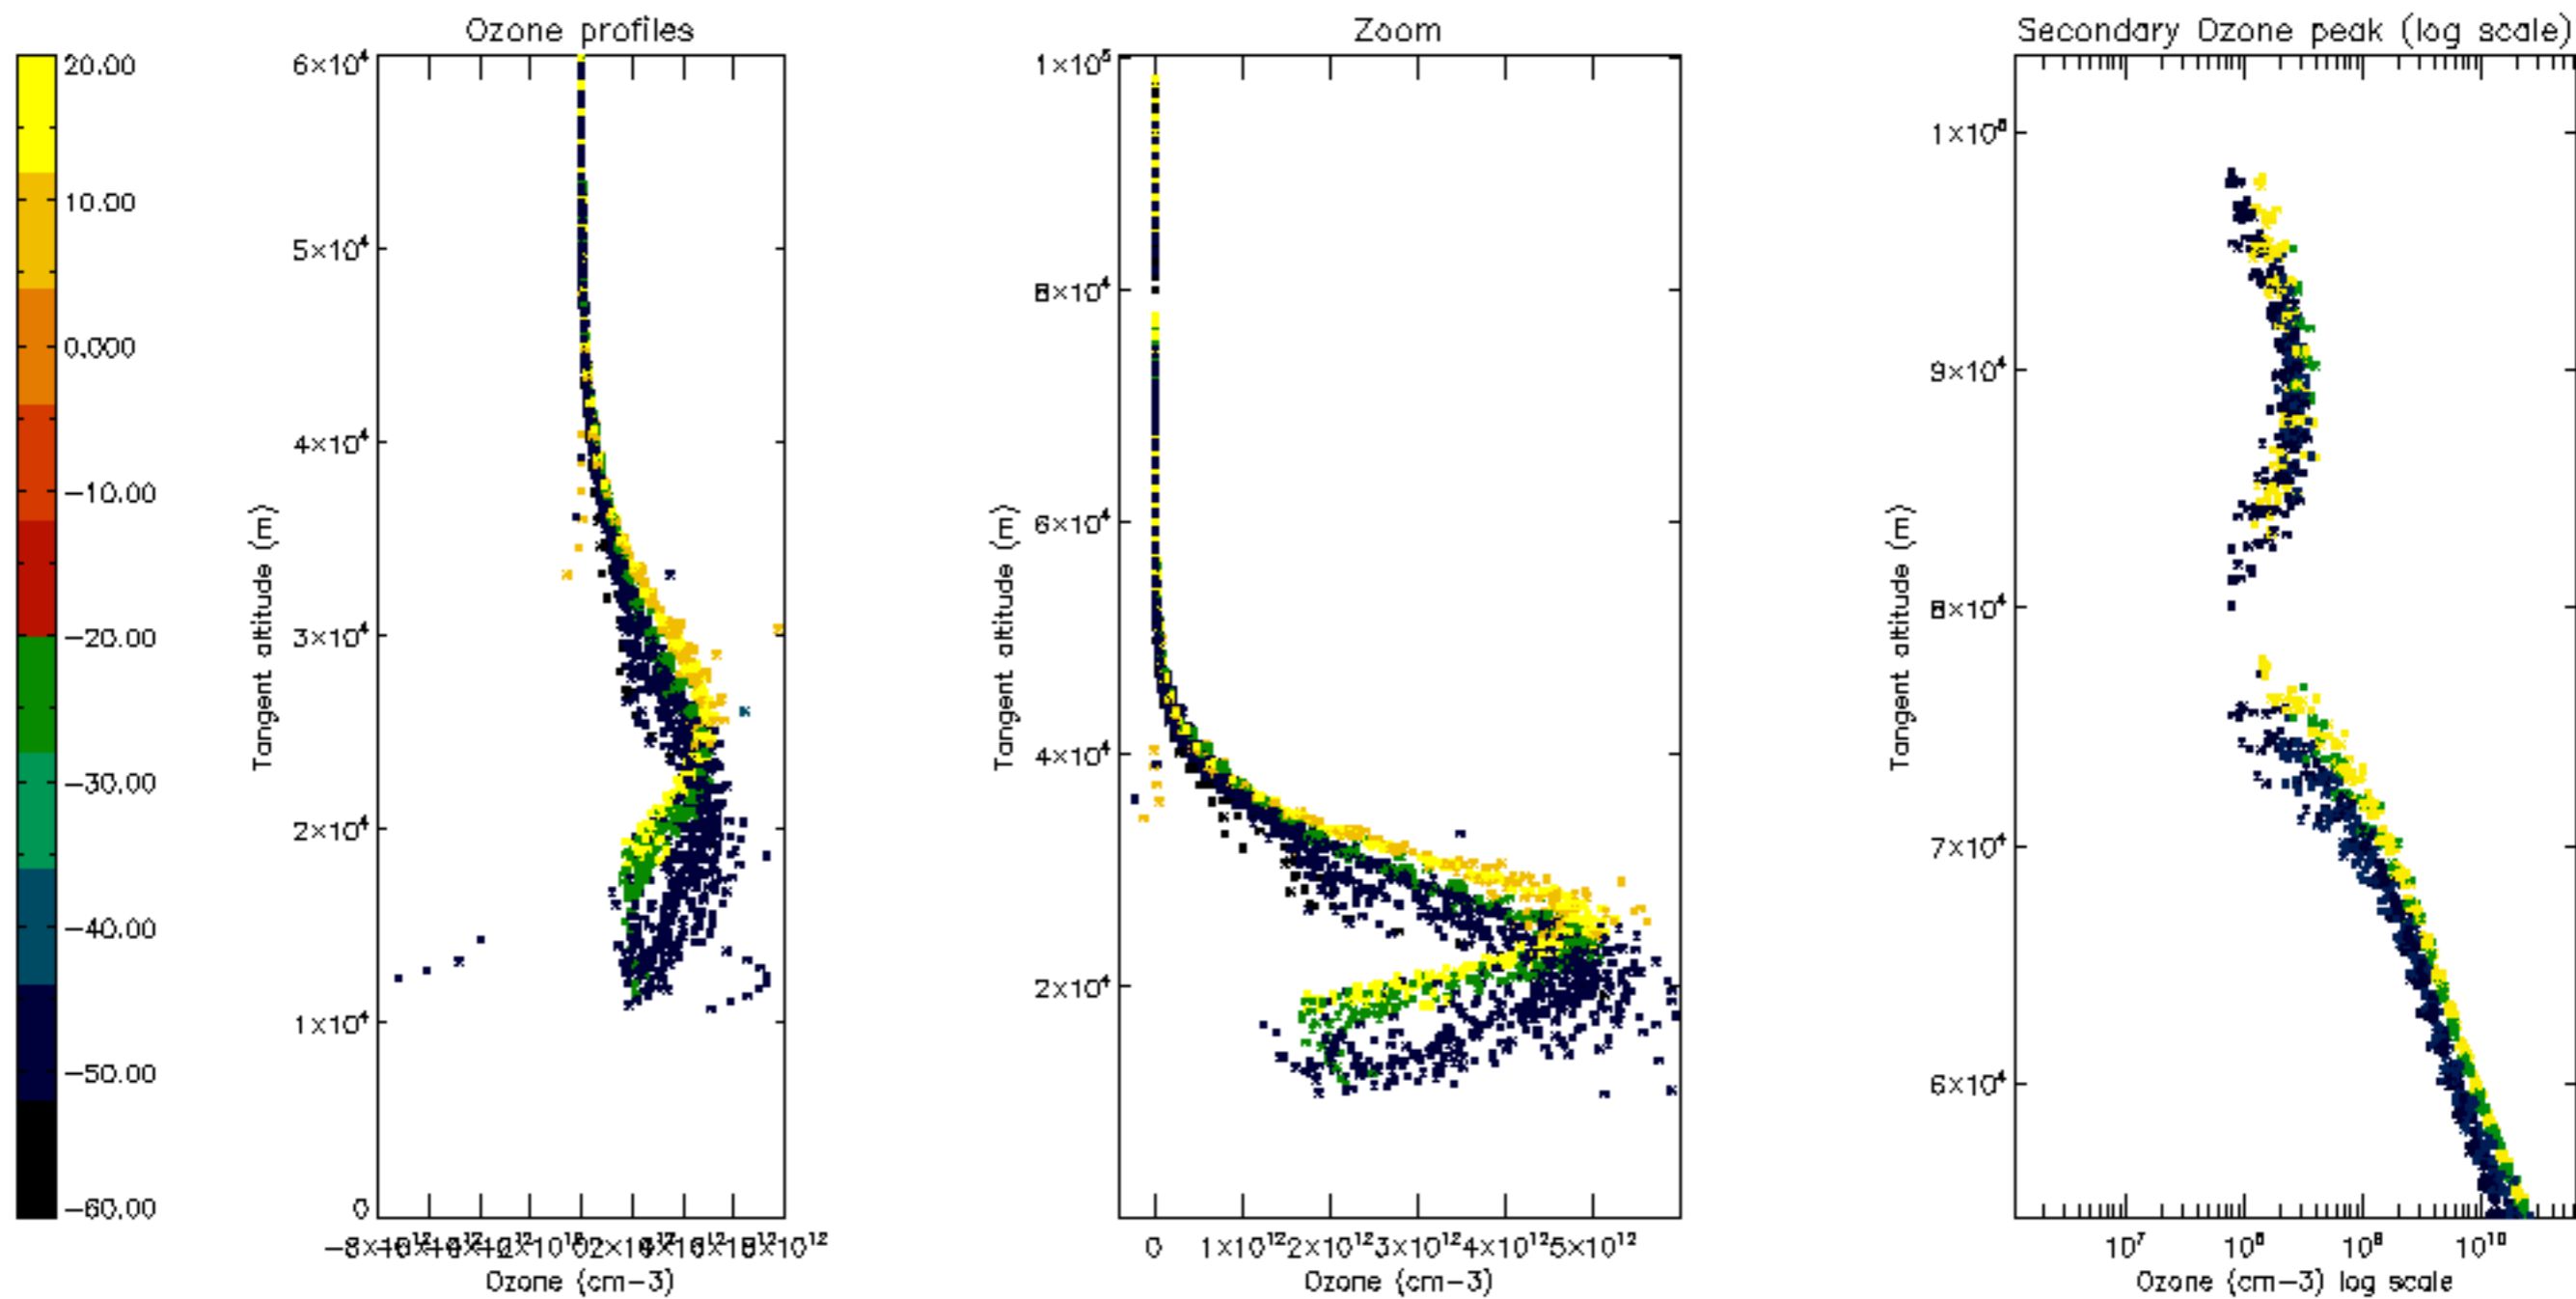 Ozone profiles
Zoom
Secondary Ozone peak (log scale)
20.00
10.00
0.000
−10.00
−20.00
−30.00
−40.00
−50.00
−60.00
6×10⁴
5×10⁴
4×10⁴
3×10⁴
2×10⁴
1×10⁴
0
Tangent altitude (m)
Ozone (cm−3)
1×10⁵
8×10⁴
6×10⁴
4×10⁴
2×10⁴
Tangent altitude (m)
0 1×10¹² 2×10¹² 3×10¹² 4×10¹² 5×10¹²
Ozone (cm−3)
9×10⁴
8×10⁴
7×10⁴
6×10⁴
Tangent altitude (m)
10⁷ 10⁸ 10⁹ 10¹⁰
Ozone (cm−3) log scale